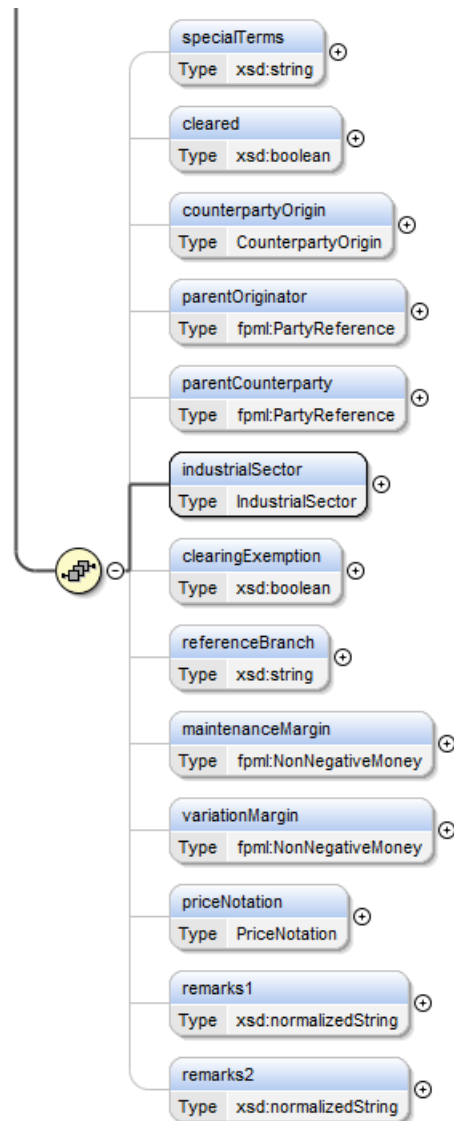 specialTerms
Type xsd:string
cleared
Type xsd:boolean
counterpartyOrigin
Type CounterpartyOrigin
parentOriginator
Type fpml:PartyReference
parentCounterparty
Type fpml:PartyReference
industrialSector
Type IndustrialSector
clearingExemption
Type xsd:boolean
referenceBranch
Type xsd:string
maintenanceMargin
Type fpml:NonNegativeMoney
variationMargin
Type fpml:NonNegativeMoney
priceNotation
Type PriceNotation
remarks1
Type xsd:normalizedString
remarks2
Type xsd:normalizedString